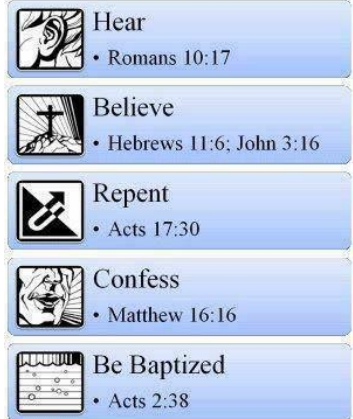 Hear
• Romans 10:17
Believe
• Hebrews 11:6; John 3:16
Repent
• Acts 17:30
Confess
• Matthew 16:16
Be Baptized
• Acts 2:38